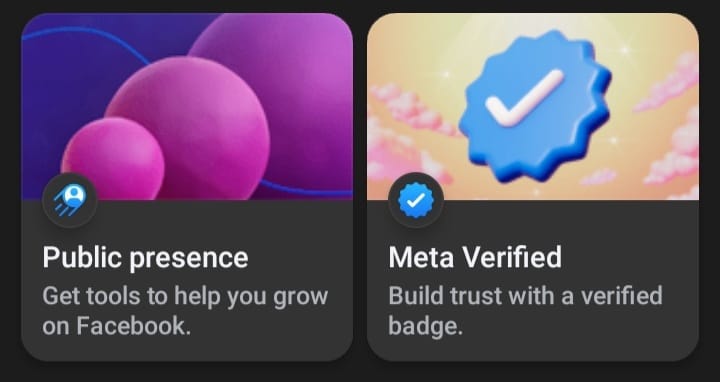 Public presence
Get tools to help you grow
on Facebook.
Meta Verified
Build trust with a verified
badge.